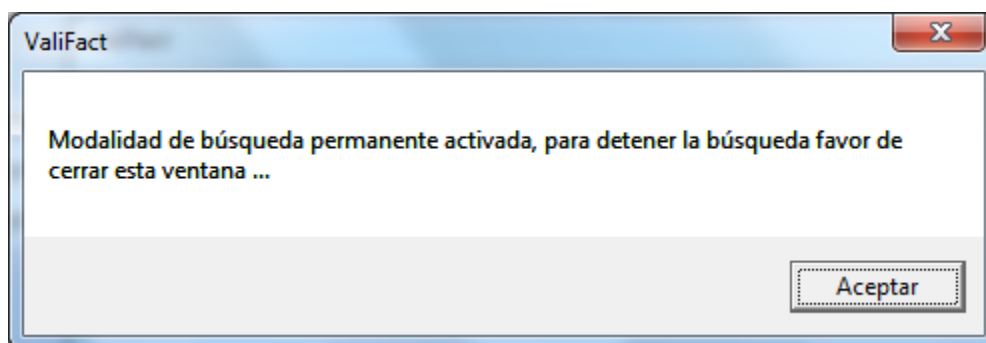 ValiFact
Modalidad de búsqueda permanente activada, para detener la búsqueda favor de
cerrar esta ventana ...
Aceptar